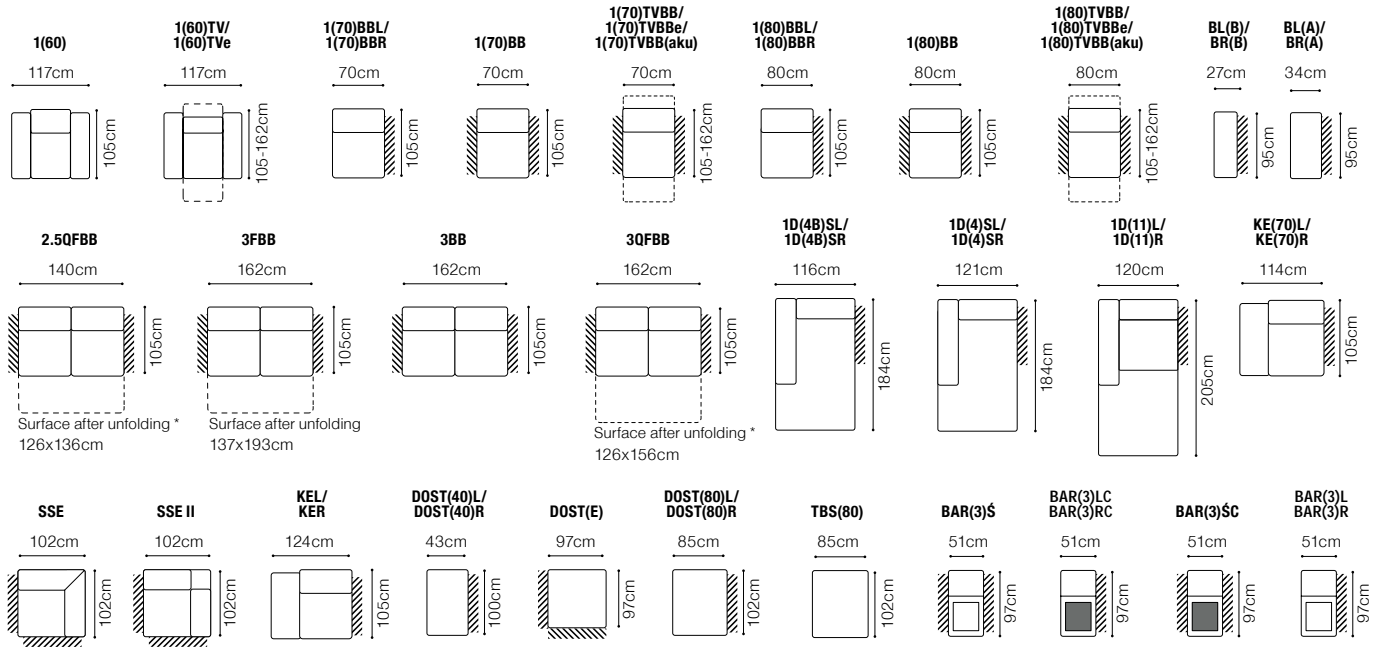 1(60)
117cm
105cm
1(60)TV/
1(60)TVe
117cm
105-162cm
1(70)BBL/
1(70)BBR
70cm
105cm
1(70)BB
70cm
105cm
1(70)TVBB/
1(70)TVBBe/
1(70)TVBB(aku)
70cm
105-162cm
1(80)BBL/
1(80)BBR
80cm
105cm
1(80)BB
80cm
105cm
1(80)TVBB/
1(80)TVBBe/
1(80)TVBB(aku)
80cm
105-162cm
BL(B)/
BR(B)
27cm
95cm
BL(A)/
BR(A)
34cm
95cm
2.5QFBB
140cm
105cm
Surface after unfolding *
126x136cm
3FBB
162cm
105cm
Surface after unfolding
137x193cm
3BB
162cm
105cm
3QFBB
162cm
105cm
Surface after unfolding *
126x156cm
1D(4B)SL/
1D(4B)SR
116cm
184cm
1D(4)SL/
1D(4)SR
121cm
184cm
1D(11)L/
1D(11)R
120cm
205cm
KE(70)L/
KE(70)R
114cm
105cm
SSE
102cm
102cm
SSE II
102cm
102cm
KEL/
KER
124cm
105cm
DOST(40)L/
DOST(40)R
43cm
100cm
DOST(E)
97cm
97cm
DOST(80)L/
DOST(80)R
85cm
102cm
TBS(80)
85cm
102cm
BAR(3)Ś
51cm
97cm
BAR(3)LC
BAR(3)RC
51cm
97cm
BAR(3)ŚC
51cm
97cm
BAR(3)L
BAR(3)R
51cm
97cm